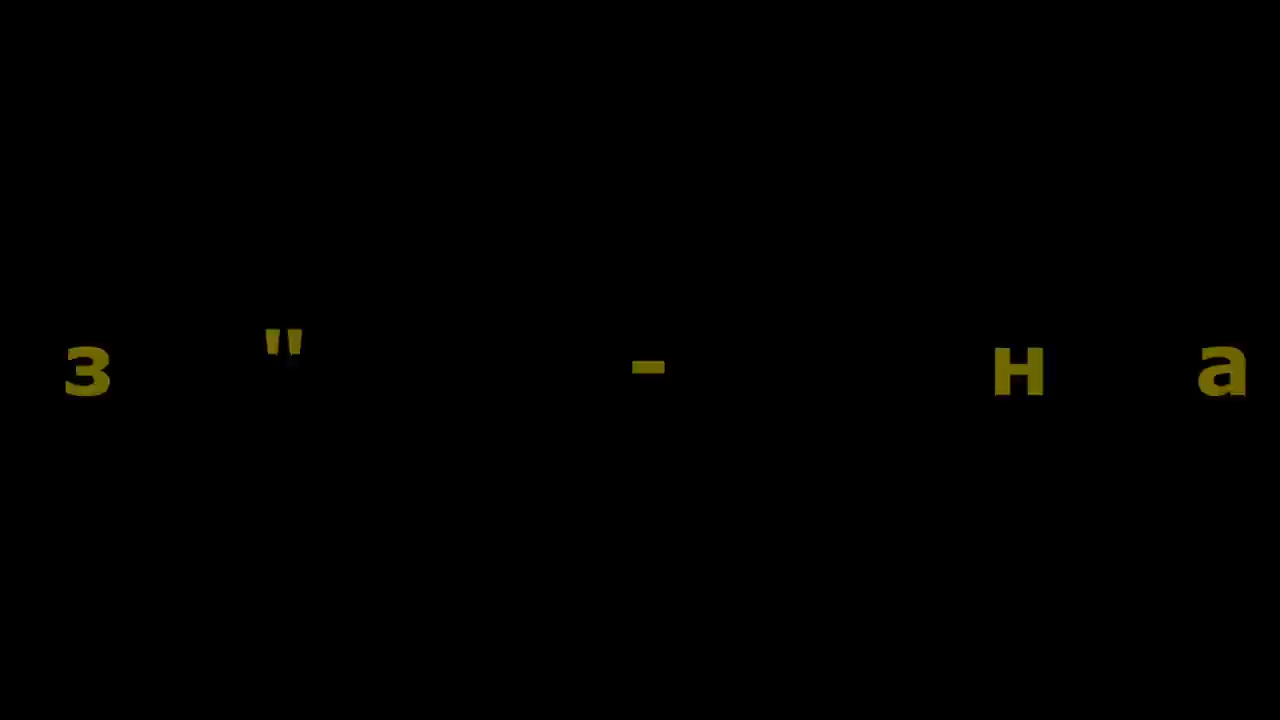 з " - н а